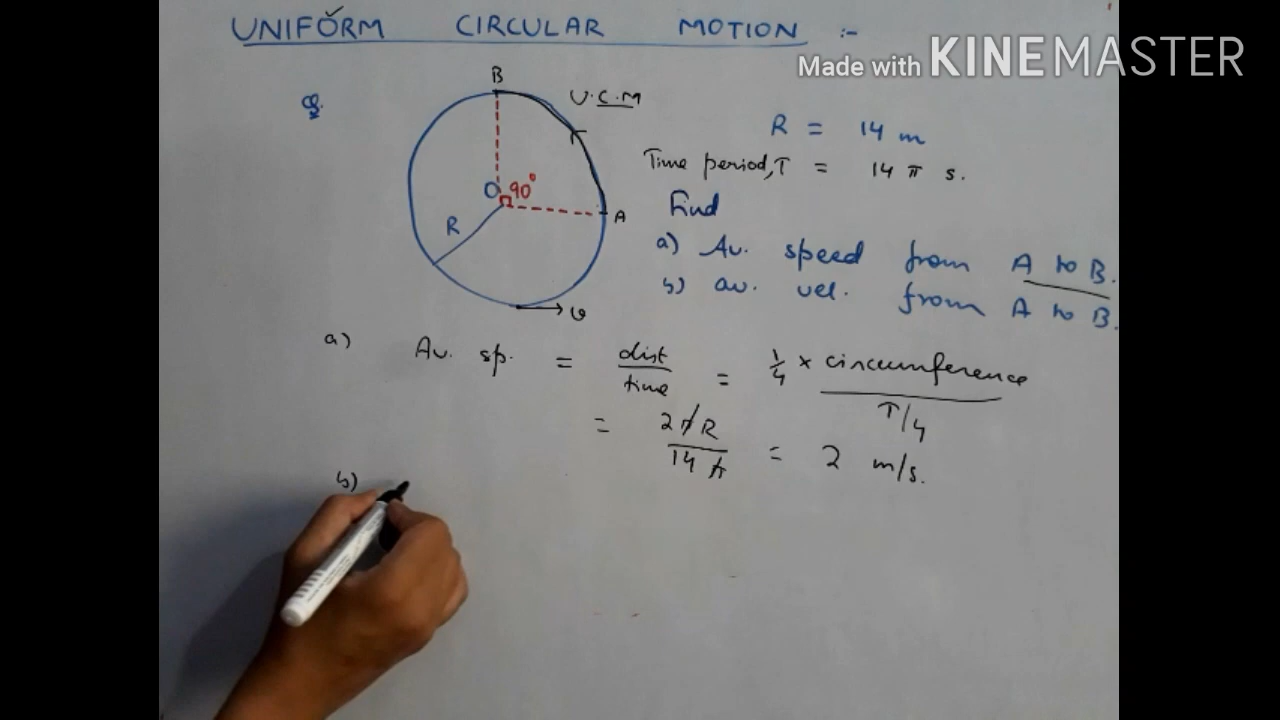 UNIFORM CIRCULAR MOTION :-
Made with KINEMASTER
Q.
B
U.C.M
R = 14 m
Time period, T = 14 π s.
O 90°
R
A
Find
a) Av. speed from A to B.
b) av. vel. from A to B.
v
a) Av. sp. = dist/time = 1/4 × circumference / T/4
= 2πR/14π = 2 m/s.
b)